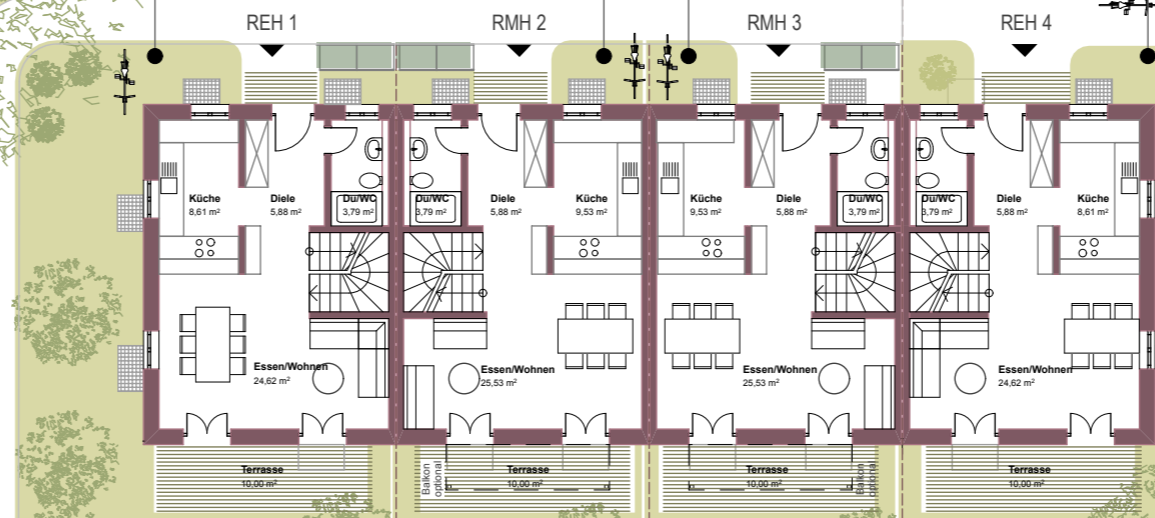 REH 1
RMH 2
RMH 3
REH 4
Küche
8,61 m²
Diele
5,88 m²
Du/WC
3,79 m²
Du/WC
3,79 m²
Diele
5,88 m²
Küche
9,53 m²
Küche
9,53 m²
Diele
5,88 m²
Du/WC
3,79 m²
Du/WC
3,79 m²
Diele
5,88 m²
Küche
8,61 m²
Essen/Wohnen
24,62 m²
Essen/Wohnen
25,53 m²
Essen/Wohnen
25,53 m²
Essen/Wohnen
24,62 m²
Terrasse
10,00 m²
Balkon
optional
Terrasse
10,00 m²
Terrasse
10,00 m²
Balkon
optional
Terrasse
10,00 m²